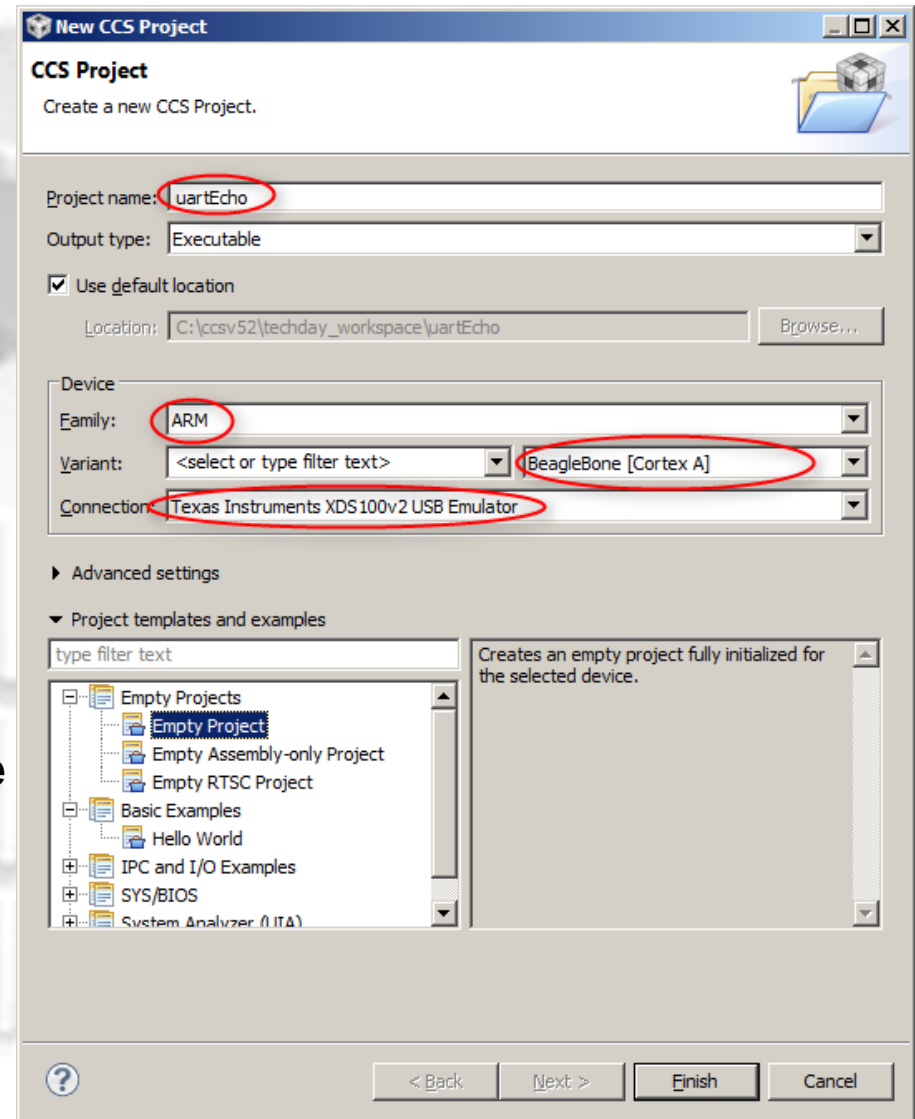 New CCS Project
CCS Project
Create a new CCS Project.
Project name: uartEcho
Output type: Executable
Use default location
Location: C:\ccsv52\techday_workspace\uartEcho Browse...
Device
Family: ARM
Variant: <select or type filter text> BeagleBone [Cortex A]
Connection: Texas Instruments XDS100v2 USB Emulator
Advanced settings
Project templates and examples
type filter text
Creates an empty project fully initialized for
the selected device.
Empty Projects
Empty Project
Empty Assembly-only Project
e
Empty RTSC Project
Basic Examples
Hello World
IPC and I/O Examples
SYS/BIOS
System Analyzer (UIA)
? < Back Next > Finish Cancel